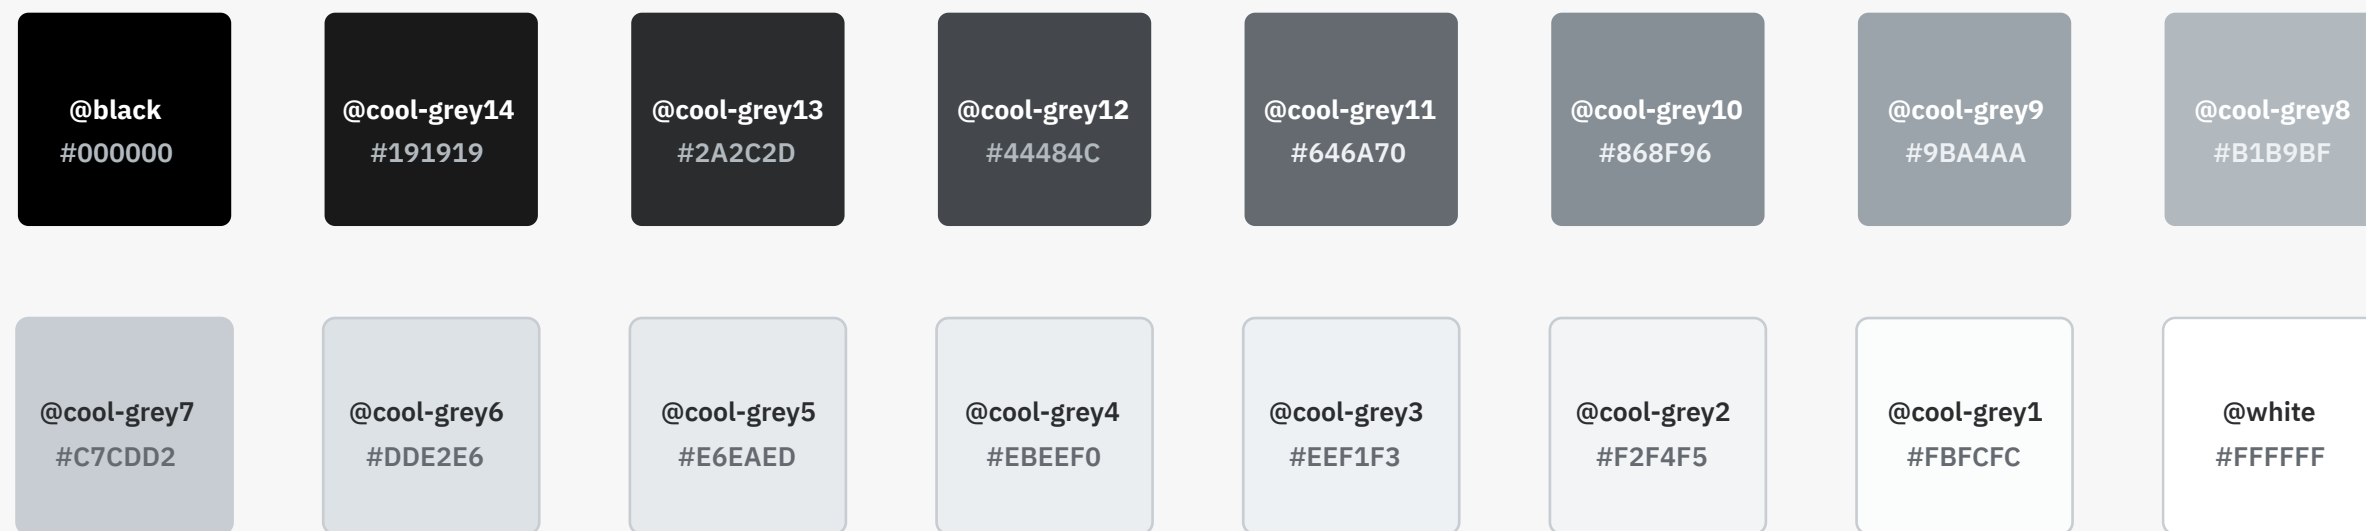 @black @cool-grey14 @cool-grey13 @cool-grey12 @cool-grey11 @cool-grey10 @cool-grey9 @cool-grey8
#000000 #191919 #2A2C2D #44484C #646A70 #868F96 #9BA4AA #B1B9BF
@cool-grey7 @cool-grey6 @cool-grey5 @cool-grey4 @cool-grey3 @cool-grey2 @cool-grey1 @white
#C7CDD2 #DDE2E6 #E6EAED #EBEEF0 #EEF1F3 #F2F4F5 #FBFCFC #FFFFFF